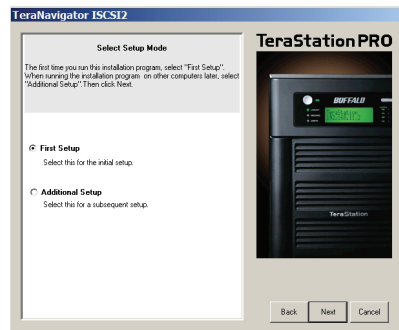 TeraNavigator ISCSI2
Select Setup Mode
The first time you run this installation program, select "First Setup".
When running the installation program on other computers later, select
"Additional Setup".Then click Next.
First Setup
Select this for the initial setup.
Additional Setup
Select this for a subsequent setup.
TeraStation PRO
BUFFALO
TeraStation
Back Next Cancel